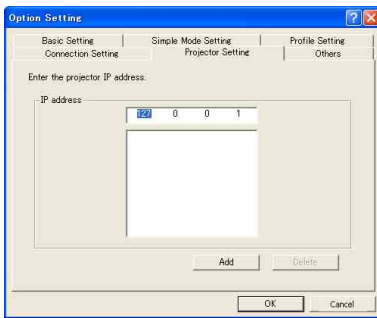 Option Setting
Basic Setting Simple Mode Setting Profile Setting
Connection Setting Projector Setting Others
Enter the projector IP address.
IP address
127 0 0 1
Add Delete
OK Cancel